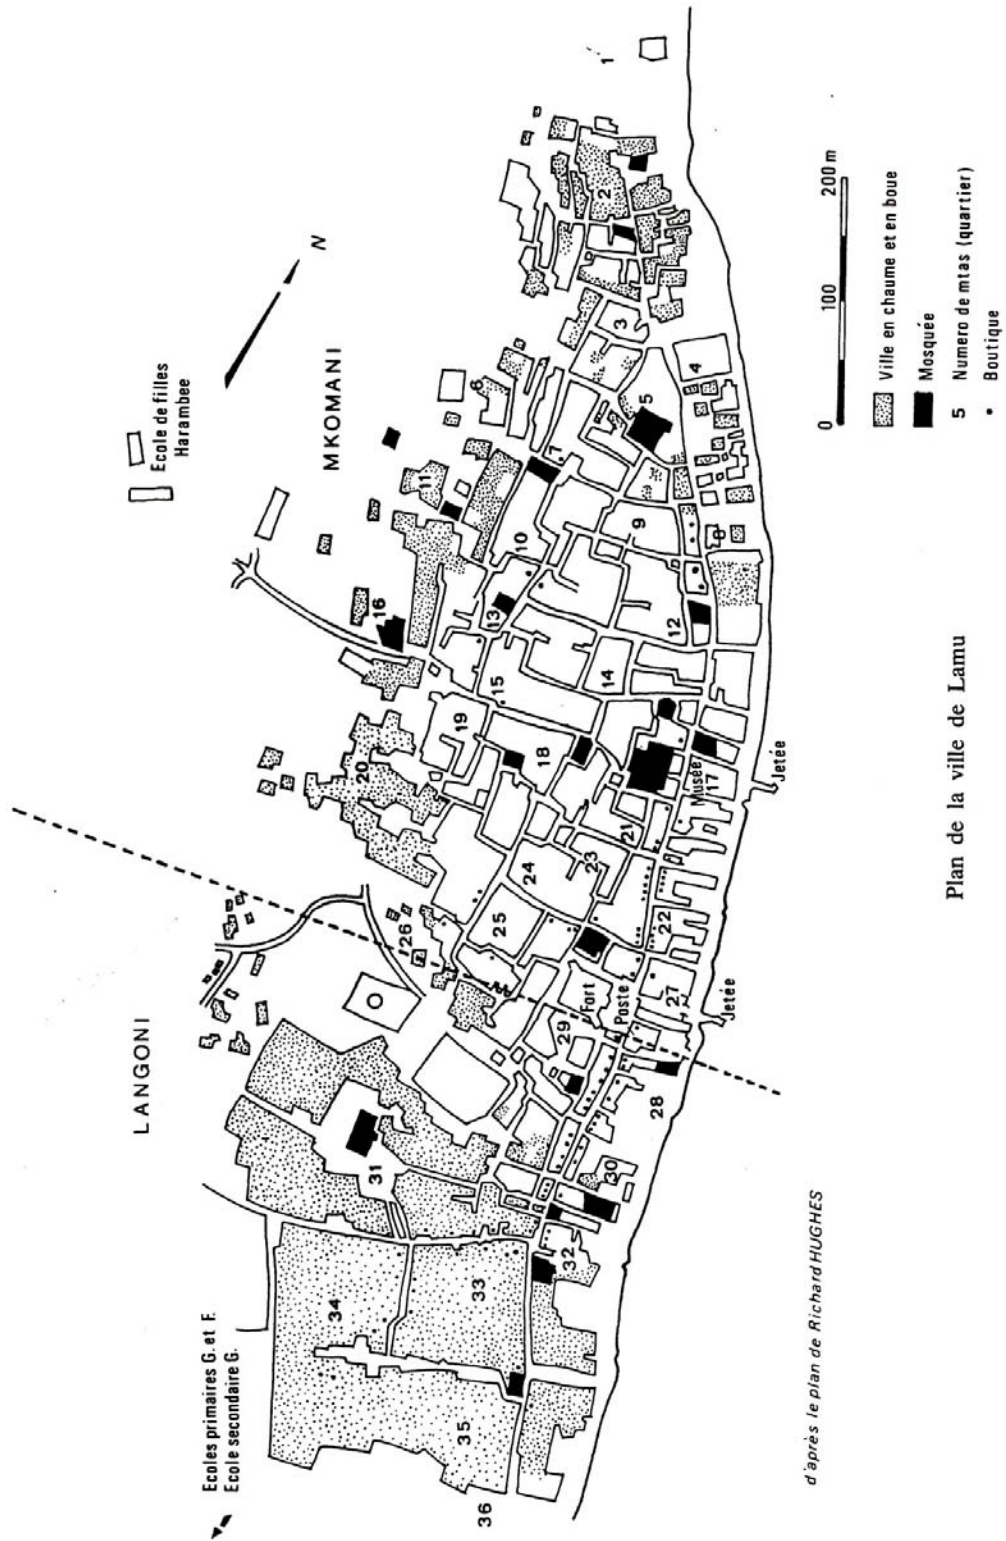 Ecoles primaires G. et F.
Ecole secondaire G.
LANGONI
MKOMANI
Ecole de filles
Harambee
N
36
35
34
33
32
31
30
29
28
27
26
25
24
23
22
21
20
19
18
17
16
15
14
13
12
11
10
9
8
7
6
5
4
3
2
1
Fort
Poste
Musée
Jetée
Jetée
0 100 200 m
Ville en chaume et en boue
Mosquée
5 Numero de mtas (quartier)
Boutique
d'après le plan de Richard HUGHES
Plan de la ville de Lamu